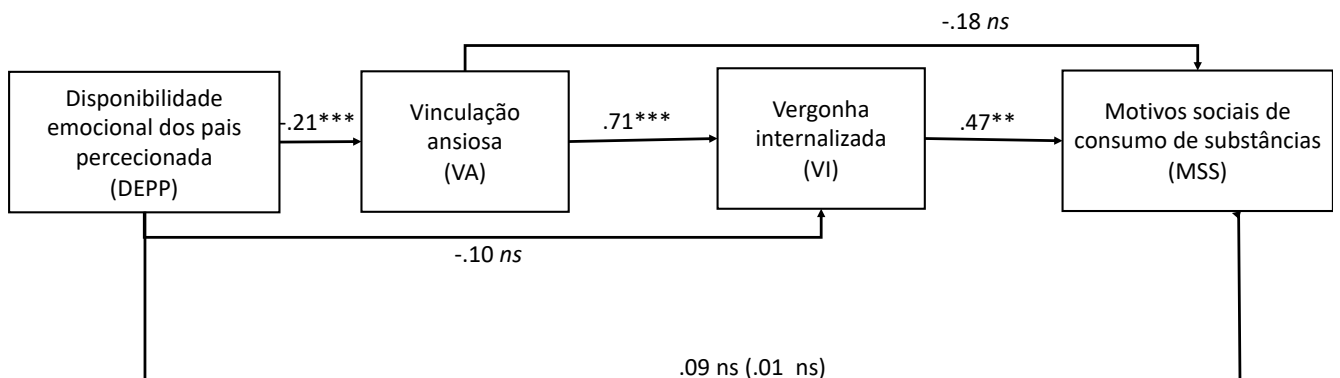 -.18 ns
Disponibilidade
emocional dos pais
percecionada
(DEPP)
-.21***
Vinculação
ansiosa
(VA)
.71***
Vergonha
internalizada
(VI)
.47**
Motivos sociais de
consumo de substâncias
(MSS)
-.10 ns
.09 ns (.01 ns)